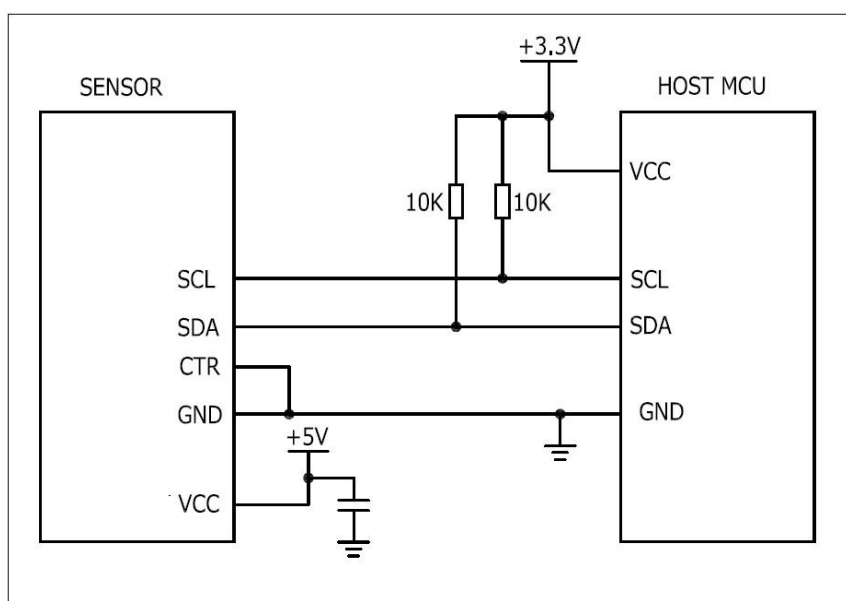 +3.3V
SENSOR
HOST MCU
VCC
10K
10K
SCL
SCL
SDA
SDA
CTR
GND
GND
+5V
VCC